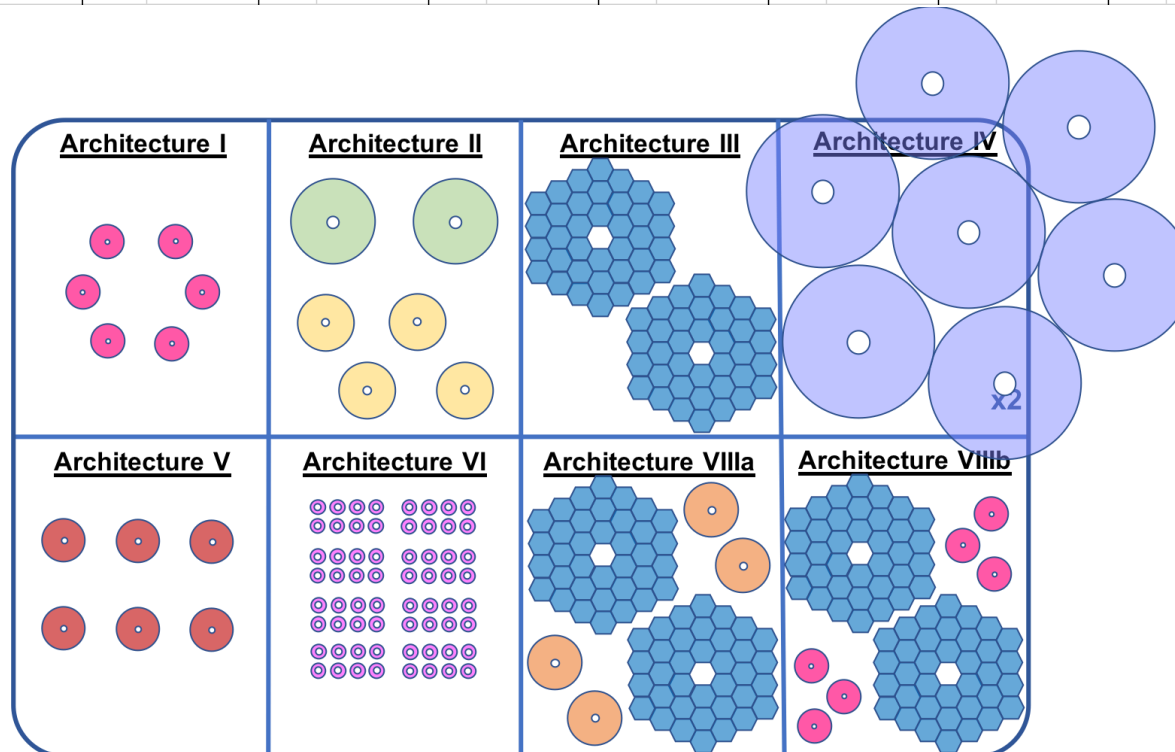 Architecture I
Architecture II
Architecture III
Architecture IV
x2
Architecture V
Architecture VI
Architecture VIIIa
Architecture VIIIb